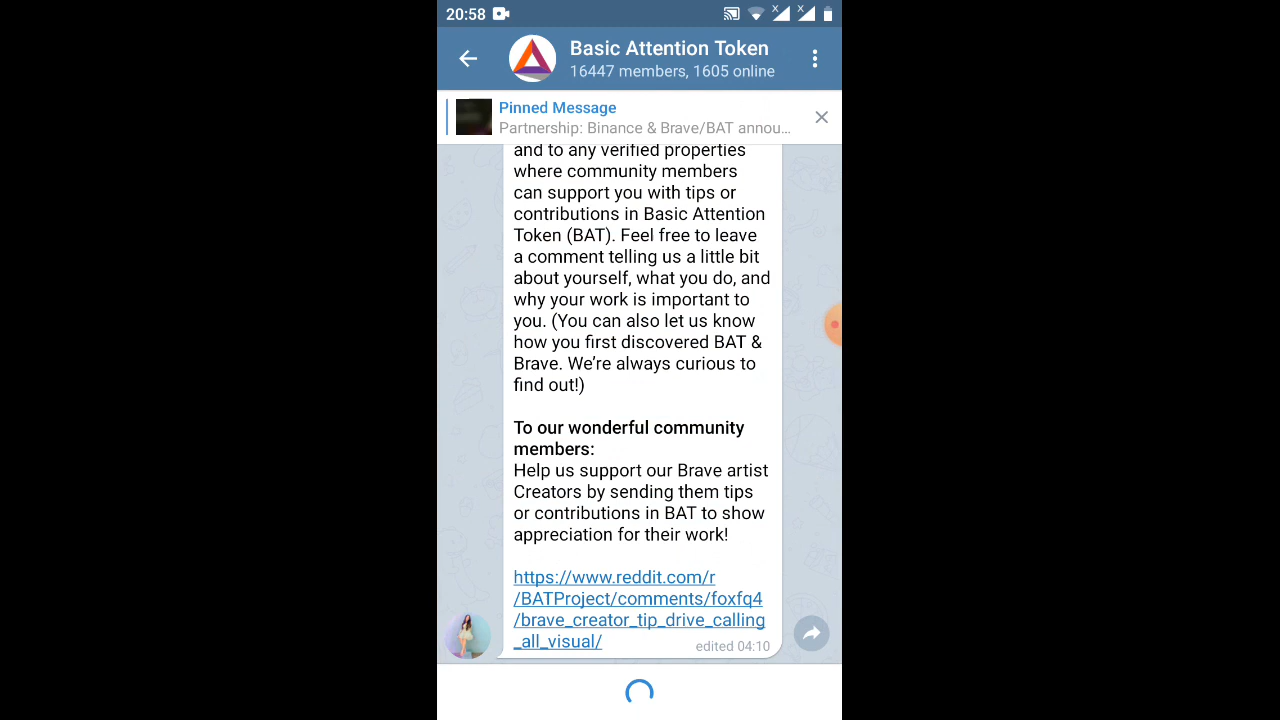 20:58
Basic Attention Token
16447 members, 1605 online
Pinned Message
Partnership: Binance & Brave/BAT annou...
and to any verified properties
where community members
can support you with tips or
contributions in Basic Attention
Token (BAT). Feel free to leave
a comment telling us a little bit
about yourself, what you do, and
why your work is important to
you. (You can also let us know
how you first discovered BAT &
Brave. We’re always curious to
find out!)
To our wonderful community
members:
Help us support our Brave artist
Creators by sending them tips
or contributions in BAT to show
appreciation for their work!
https://www.reddit.com/r
/BATProject/comments/foxfq4
/brave_creator_tip_drive_calling
_all_visual/
edited 04:10